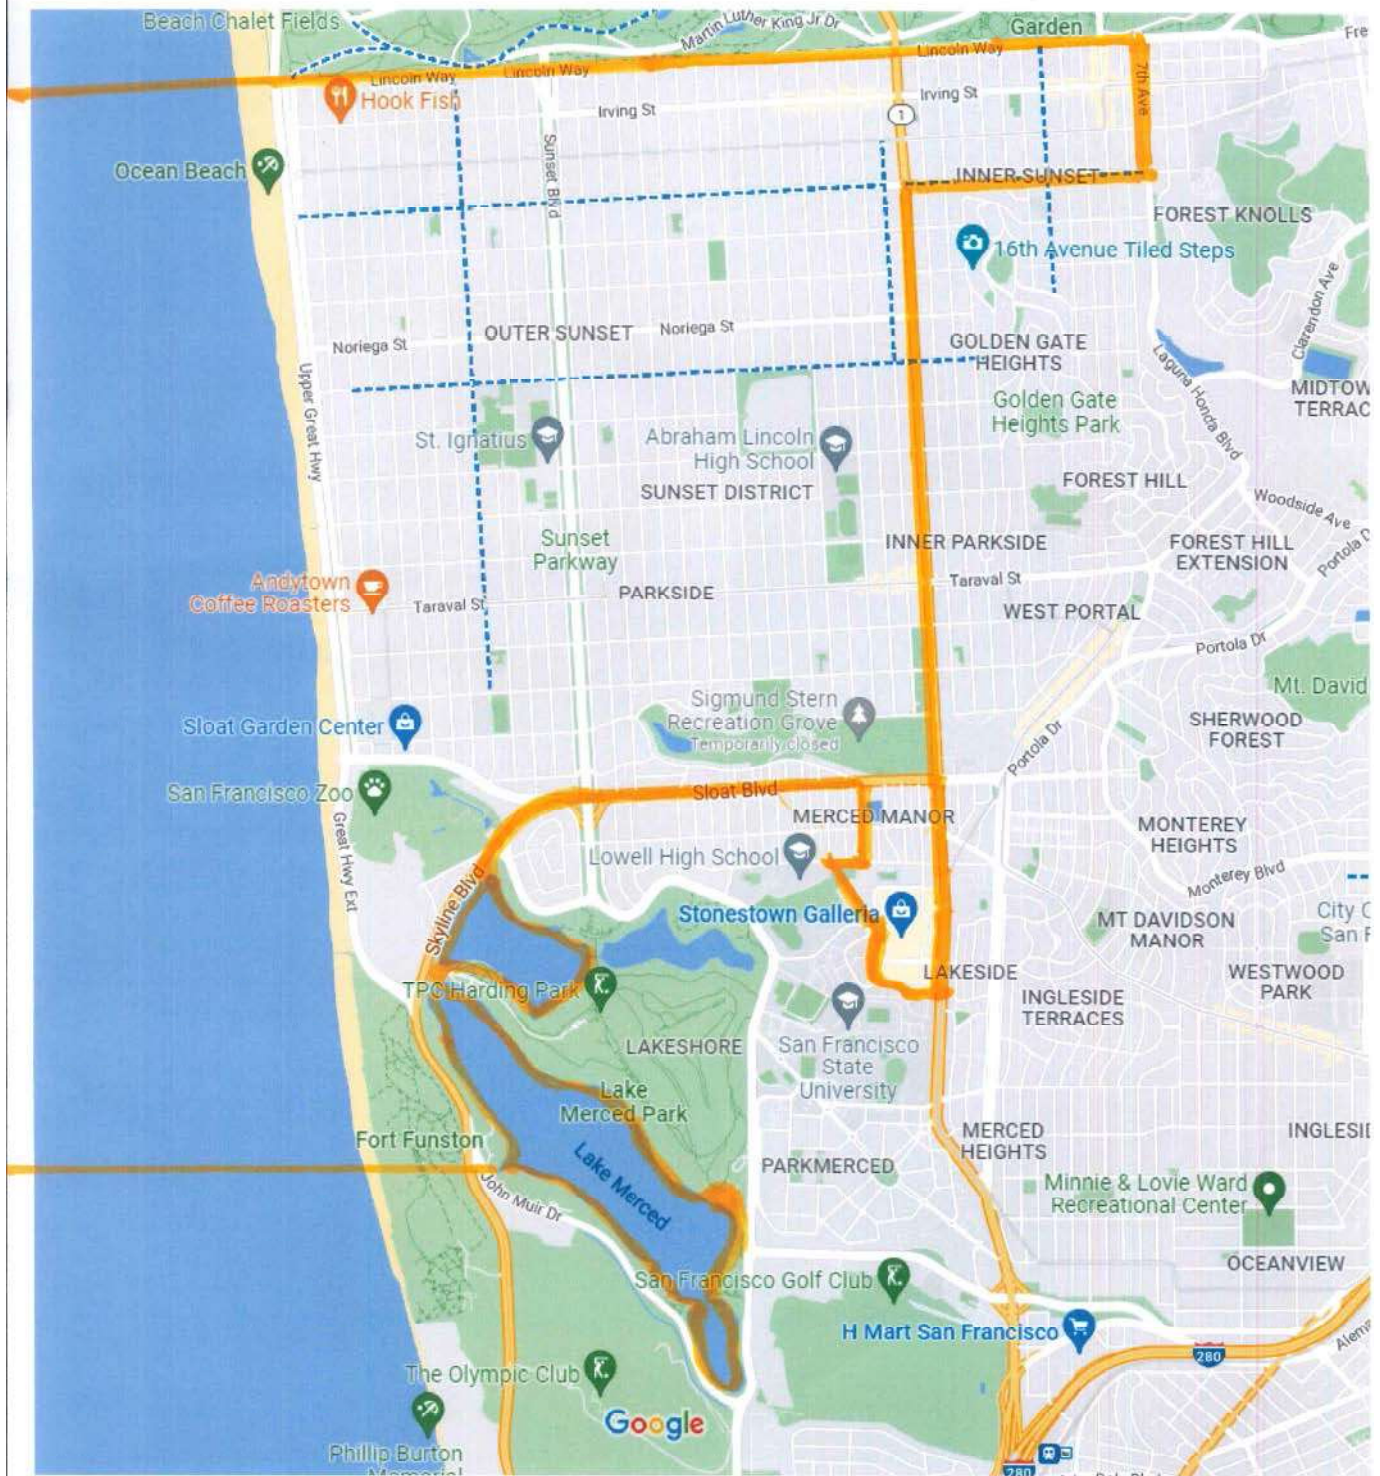 Beach Chalet Fields
Martin Luther King Jr Dr
Garden
Fre
Lincoln Way
Lincoln Way
Lincoln Way
7th Ave
Hook Fish
Irving St
Irving St
1
Ocean Beach
Sunset Blvd
INNER SUNSET
FOREST KNOLLS
16th Avenue Tiled Steps
Clarendon Ave
OUTER SUNSET
Noriega St
Noriega St
GOLDEN GATE
HEIGHTS
Upper Great Hwy
Laguna Honda Blvd
MIDTOW
TERRAC
Golden Gate
Heights Park
St. Ignatius
Abraham Lincoln
High School
SUNSET DISTRICT
FOREST HILL
Woodside Ave
Sunset
Parkway
INNER PARKSIDE
FOREST HILL
EXTENSION
Portola D
Andytown
Coffee Roasters
Taraval St
PARKSIDE
Taraval St
WEST PORTAL
Portola Dr
Mt. David
Sigmund Stern
Recreation Grove
Temporarily closed
Sloat Garden Center
SHERWOOD
FOREST
Portola Dr
San Francisco Zoo
Sloat Blvd
MERCED MANOR
Great Hwy Ext
MONTEREY
HEIGHTS
Lowell High School
Monterey Blvd
Skyline Blvd
Stonestown Galleria
MT DAVIDSON
MANOR
City C
San F
TPC Harding Park
LAKESIDE
WESTWOOD
PARK
INGLESIDE
TERRACES
LAKESHORE
San Francisco
State
University
Lake
Merced Park
Fort Funston
MERCED
HEIGHTS
INGLESI
Lake Merced
PARKMERCED
John Muir Dr
Minnie & Lovie Ward
Recreational Center
OCEANVIEW
San Francisco Golf Club
H Mart San Francisco
280
Alema
The Olympic Club
Google
Phillip Burton
Memorial
280